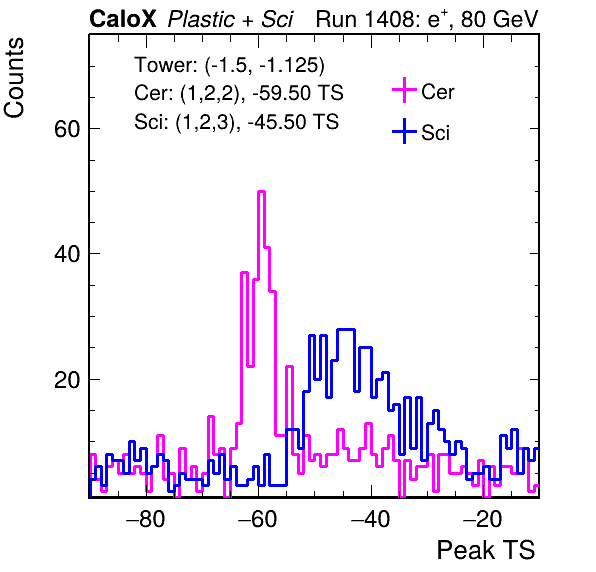 CaloX Plastic + Sci Run 1408: e⁺, 80 GeV
Tower: (-1.5, -1.125)
Cer: (1,2,2), -59.50 TS
Sci: (1,2,3), -45.50 TS
Cer
Sci
Counts
60
40
20
−80 −60 −40 −20
Peak TS